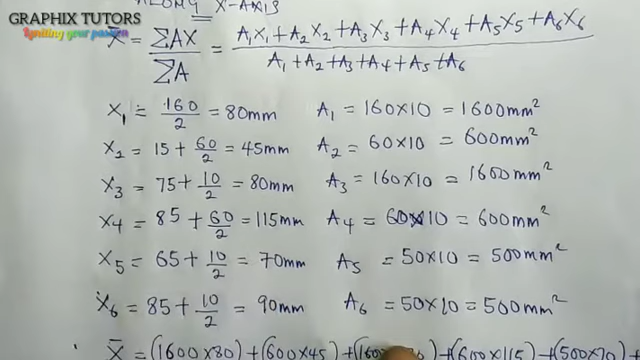 GRAPHIX TUTORS
Igniting your passion
ALONG X-AXIS
X̄ = ΣAX / ΣA = A₁X₁ + A₂X₂ + A₃X₃ + A₄X₄ + A₅X₅ + A₆X₆ / A₁ + A₂ + A₃ + A₄ + A₅ + A₆
X₁ = 160/2 = 80mm A₁ = 160×10 = 1600mm²
X₂ = 15 + 60/2 = 45mm A₂ = 60×10 = 600mm²
X₃ = 75 + 10/2 = 80mm A₃ = 160×10 = 1600mm²
X₄ = 85 + 60/2 = 115mm A₄ = 60×10 = 600mm²
X₅ = 65 + 10/2 = 70mm A₅ = 50×10 = 500mm²
X₆ = 85 + 10/2 = 90mm A₆ = 50×10 = 500mm²
X̄ = (1600×80) + (600×45) + (160 + (600×115) + (500×70) +